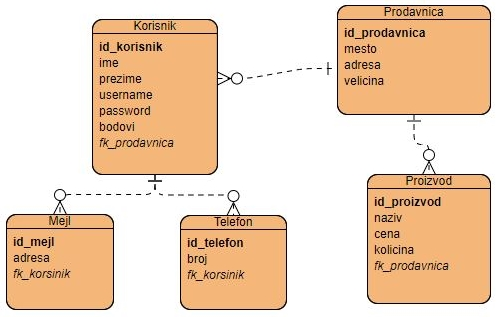 Korisnik
id_korisnik
ime
prezime
username
password
bodovi
fk_prodavnica
Prodavnica
id_prodavnica
mesto
adresa
velicina
Mejl
id_mejl
adresa
fk_korsinik
Telefon
id_telefon
broj
fk_korsinik
Proizvod
id_proizvod
naziv
cena
kolicina
fk_prodavnica